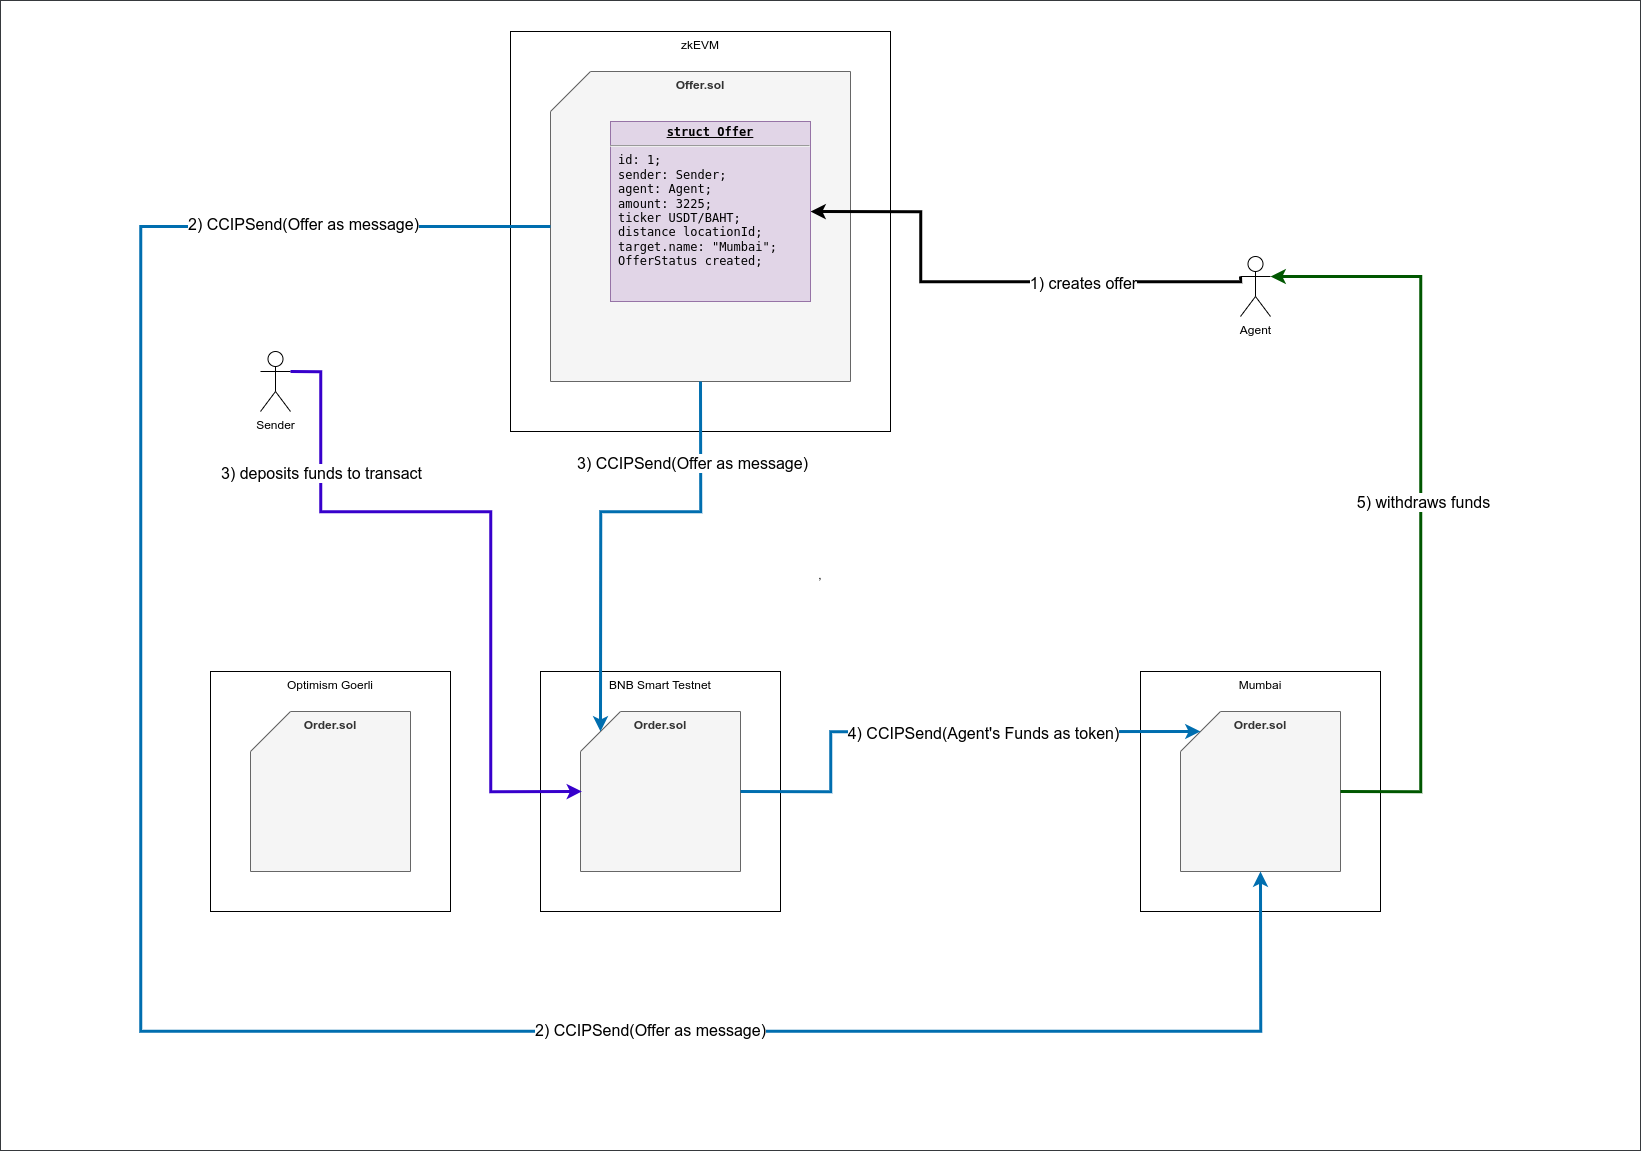 zkEVM
Offer.sol
struct Offer
id: 1;
sender: Sender;
agent: Agent;
amount: 3225;
ticker USDT/BAHT;
distance locationId;
target.name: "Mumbai";
OfferStatus created;
2) CCIPSend(Offer as message)
1) creates offer
Agent
Sender
3) deposits funds to transact
3) CCIPSend(Offer as message)
5) withdraws funds
,
Optimism Goerli
Order.sol
BNB Smart Testnet
Order.sol
4) CCIPSend(Agent's Funds as token)
Mumbai
Order.sol
2) CCIPSend(Offer as message)